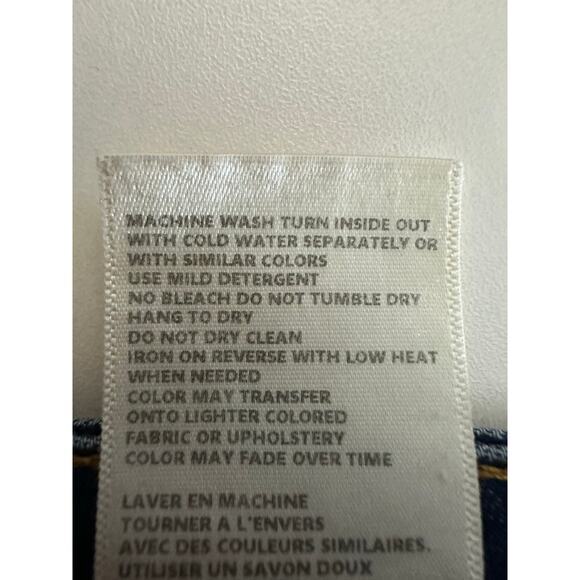 MACHINE WASH TURN INSIDE OUT
WITH COLD WATER SEPARATELY OR
WITH SIMILAR COLORS
USE MILD DETERGENT
NO BLEACH DO NOT TUMBLE DRY
HANG TO DRY
DO NOT DRY CLEAN
IRON ON REVERSE WITH LOW HEAT
WHEN NEEDED
COLOR MAY TRANSFER
ONTO LIGHTER COLORED
FABRIC OR UPHOLSTERY
COLOR MAY FADE OVER TIME
LAVER EN MACHINE
TOURNER A L'ENVERS
AVEC DES COULEURS SIMILAIRES.
UTILISER UN SAVON DOUX